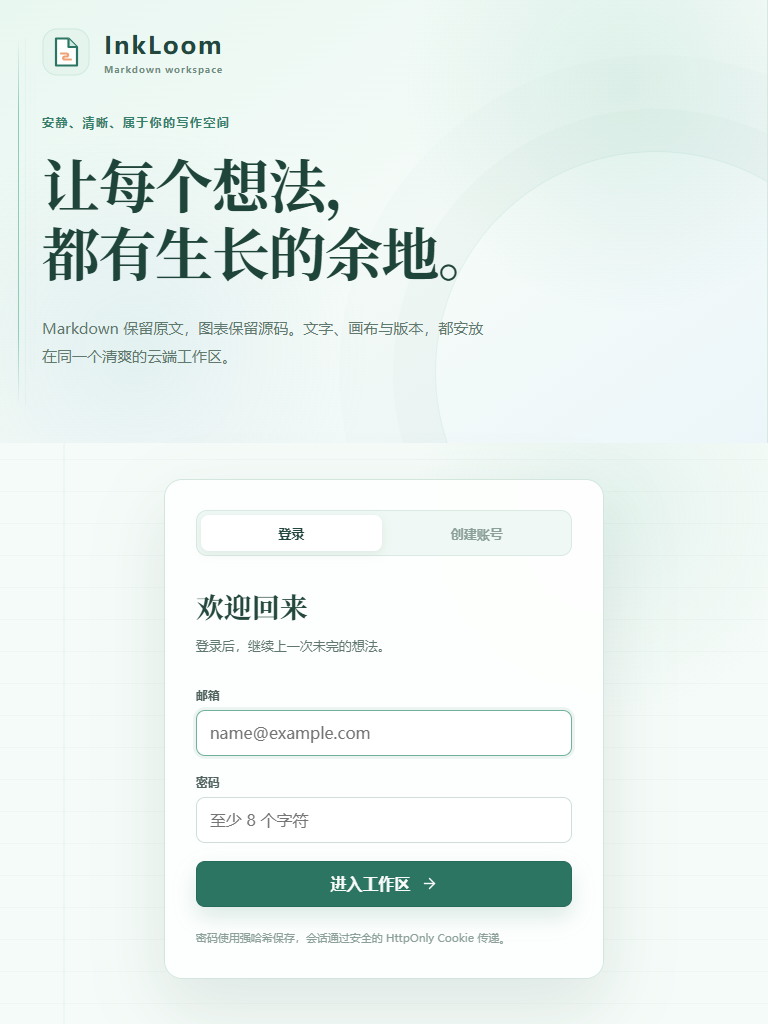 InkLoom
Markdown workspace
安静、清晰、属于你的写作空间
让每个想法，
都有生长的余地。
Markdown 保留原文，图表保留源码。文字、画布与版本，都安放
在同一个清爽的云端工作区。
登录
创建账号
欢迎回来
登录后，继续上一次未完的想法。
邮箱
name@example.com
密码
至少 8 个字符
进入工作区 →
密码使用强哈希保存，会话通过安全的 HttpOnly Cookie 传递。